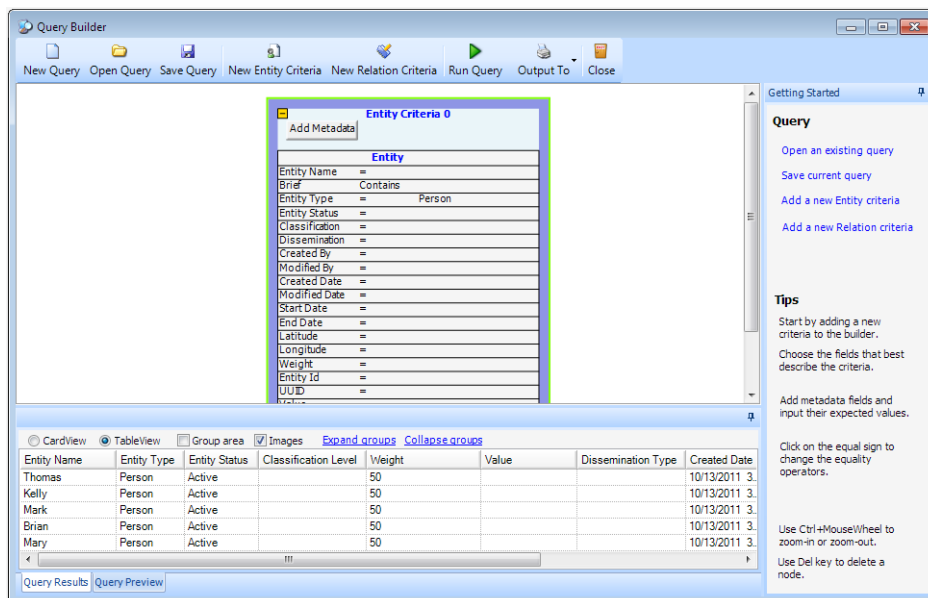 Query Builder
New Query Open Query Save Query New Entity Criteria New Relation Criteria Run Query Output To Close
Entity Criteria 0
Add Metadata
Entity
Entity Name =
Brief Contains
Entity Type = Person
Entity Status =
Classification =
Dissemination =
Created By =
Modified By =
Created Date =
Modified Date =
Start Date =
End Date =
Latitude =
Longitude =
Weight =
Entity Id =
UUID =
Getting Started
Query
Open an existing query
Save current query
Add a new Entity criteria
Add a new Relation criteria
Tips
Start by adding a new
criteria to the builder.
Choose the fields that best
describe the criteria.
Add metadata fields and
input their expected values.
Click on the equal sign to
change the equality
operators.
Use Ctrl+MouseWheel to
zoom-in or zoom-out.
Use Del key to delete a
node.
CardView TableView Group area Images Expand groups Collapse groups
Entity Name Entity Type Entity Status Classification Level Weight Value Dissemination Type Created Date
Thomas Person Active 50 10/13/2011 3..
Kelly Person Active 50 10/13/2011 3..
Mark Person Active 50 10/13/2011 3..
Brian Person Active 50 10/13/2011 3..
Mary Person Active 50 10/13/2011 3..
Query Results Query Preview